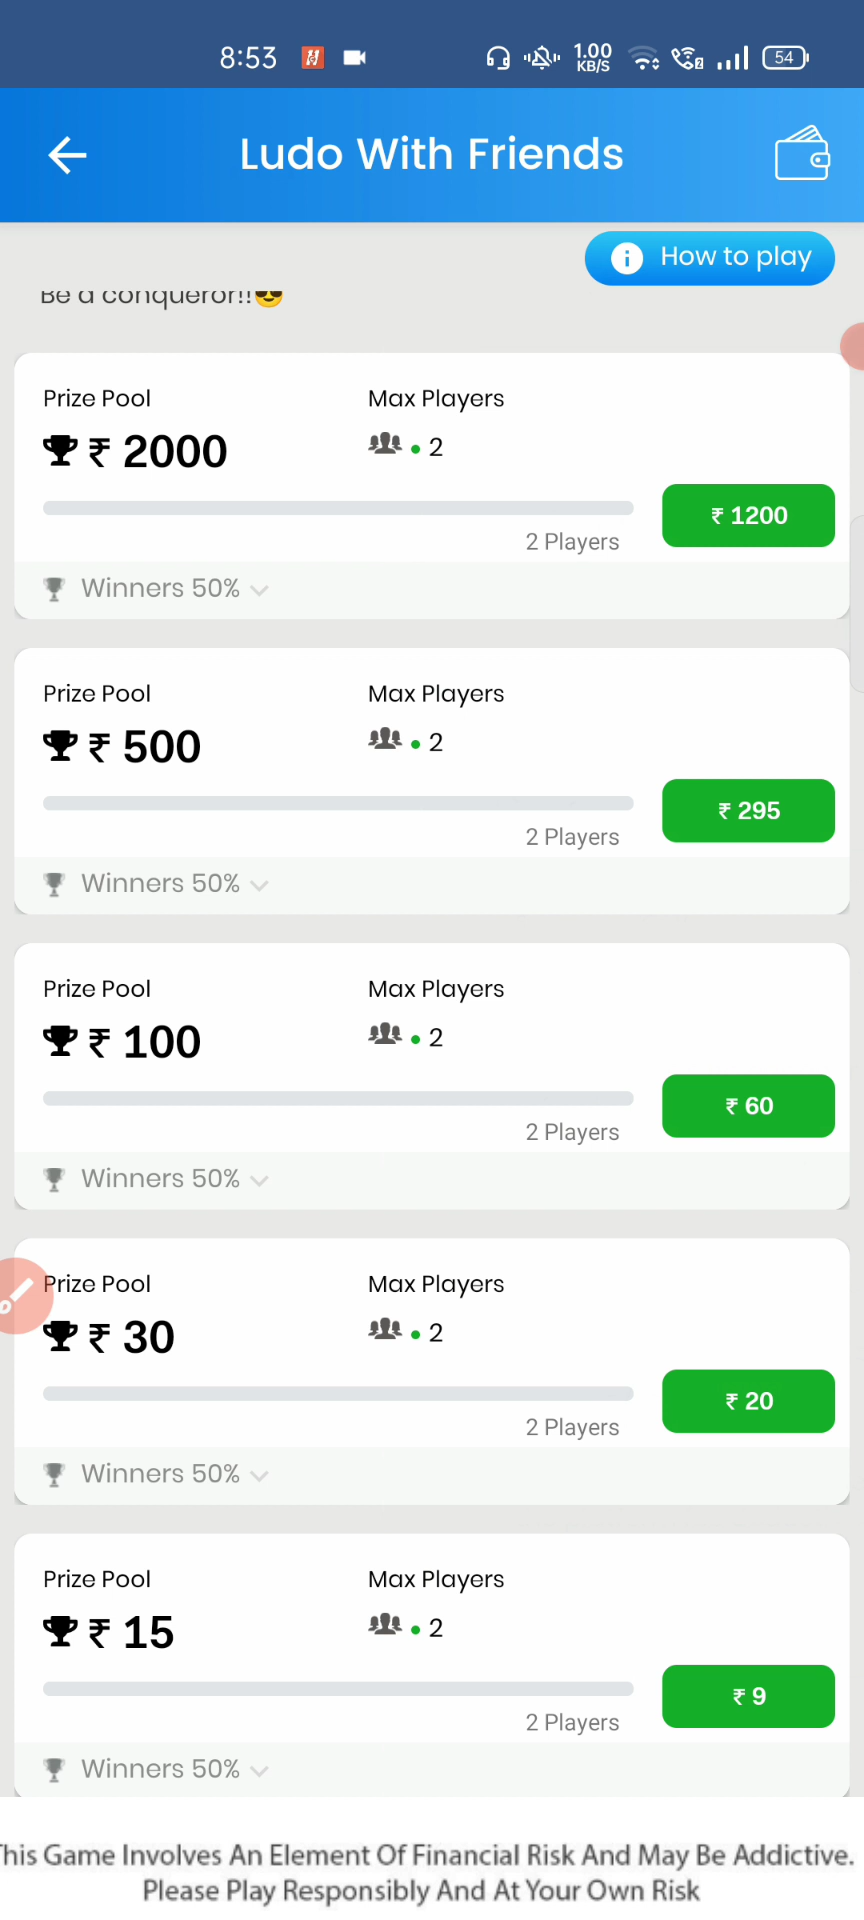 8:53 1.00 KB/S 2 54
Ludo With Friends
How to play
Be a conqueror!!😎
Prize Pool Max Players
₹ 2000 2
2 Players ₹ 1200
Winners 50%
Prize Pool Max Players
₹ 500 2
2 Players ₹ 295
Winners 50%
Prize Pool Max Players
₹ 100 2
2 Players ₹ 60
Winners 50%
Prize Pool Max Players
₹ 30 2
2 Players ₹ 20
Winners 50%
Prize Pool Max Players
₹ 15 2
2 Players ₹ 9
Winners 50%
This Game Involves An Element Of Financial Risk And May Be Addictive.
Please Play Responsibly And At Your Own Risk